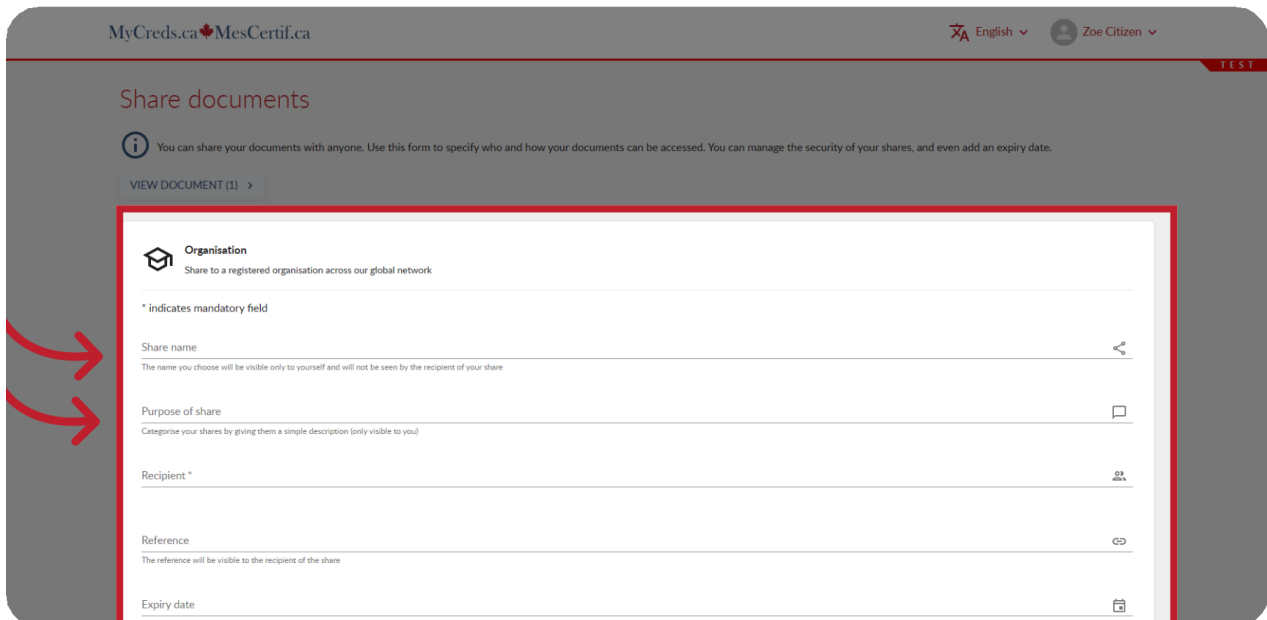 MyCreds.ca MesCertif.ca
English
Zoe Citizen
TEST
Share documents
You can share your documents with anyone. Use this form to specify who and how your documents can be accessed. You can manage the security of your shares, and even add an expiry date.
VIEW DOCUMENT (1)
Organisation
Share to a registered organisation across our global network
* indicates mandatory field
Share name
The name you choose will be visible only to yourself and will not be seen by the recipient of your share
Purpose of share
Categorise your shares by giving them a simple description (only visible to you)
Recipient *
Reference
The reference will be visible to the recipient of the share
Expiry date